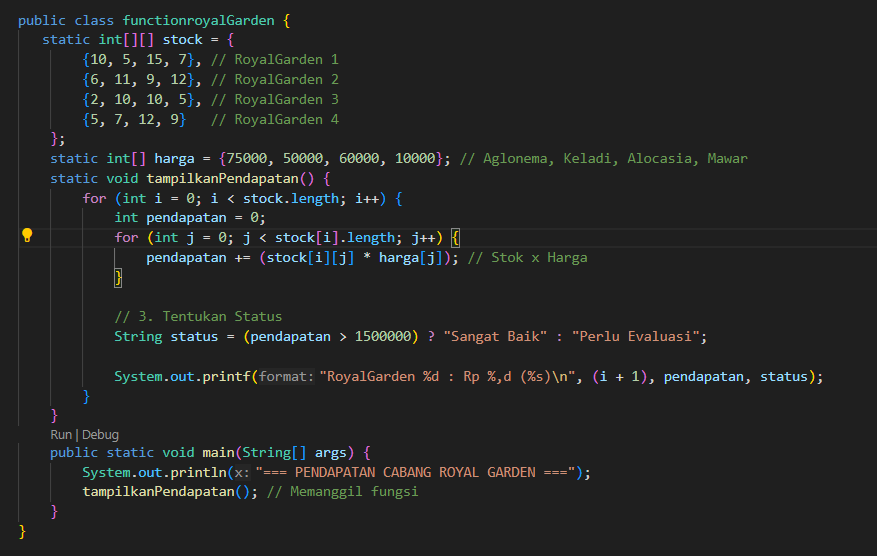 public class functionroyalGarden {
static int[][] stock = {
{10, 5, 15, 7}, // RoyalGarden 1
{6, 11, 9, 12}, // RoyalGarden 2
{2, 10, 10, 5}, // RoyalGarden 3
{5, 7, 12, 9} // RoyalGarden 4
};
static int[] harga = {75000, 50000, 60000, 10000}; // Aglonema, Keladi, Alocasia, Mawar
static void tampilkanPendapatan() {
for (int i = 0; i < stock.length; i++) {
int pendapatan = 0;
for (int j = 0; j < stock[i].length; j++) {
pendapatan += (stock[i][j] * harga[j]); // Stok x Harga
}
// 3. Tentukan Status
String status = (pendapatan > 1500000) ? "Sangat Baik" : "Perlu Evaluasi";
System.out.printf(format: "RoyalGarden %d : Rp %,d (%s)\n", (i + 1), pendapatan, status);
}
}
Run | Debug
public static void main(String[] args) {
System.out.println(x: "=== PENDAPATAN CABANG ROYAL GARDEN ===");
tampilkanPendapatan(); // Memanggil fungsi
}
}